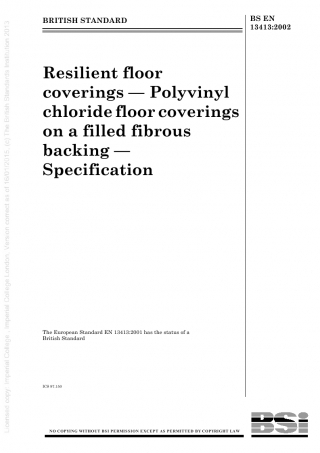 BRITISH STANDARD
BS EN
13413:2002
Resilient floor
coverings — Polyvinyl
chloride floor coverings
on a filled fibrous
backing —
Specification
The European Standard EN 13413:2001 has the status of a
British Standard
ICS 97.150
NO COPYING WITHOUT BSI PERMISSION EXCEPT AS PERMITTED BY COPYRIGHT LAW
BSi
Licensed copy: Imperial College, Imperial College London, Version correct as of
(c) The British Standards Institution 2013